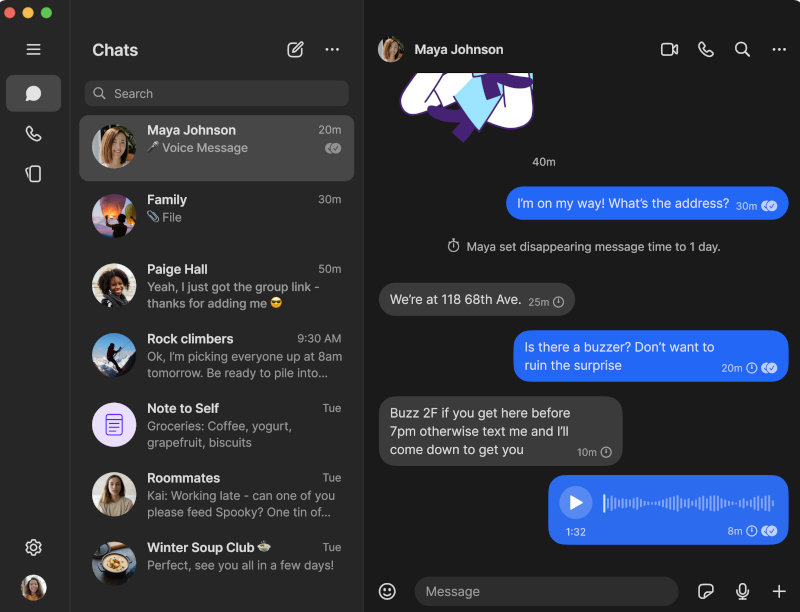 Chats
Search
Maya Johnson 20m
🎤 Voice Message
Family 30m
📎 File
Paige Hall 50m
Yeah, I just got the group link -
thanks for adding me 😎
Rock climbers 9:30 AM
Ok, I'm picking everyone up at 8am
tomorrow. Be ready to pile into...
Note to Self Tue
Groceries: Coffee, yogurt,
grapefruit, biscuits
Roommates Tue
Kai: Working late - can one of you
please feed Spooky? One tin of...
Winter Soup Club 🍲 Tue
Perfect, see you all in a few days!
Maya Johnson
40m
I'm on my way! What's the address? 30m
Maya set disappearing message time to 1 day.
We're at 118 68th Ave. 25m
Is there a buzzer? Don't want to
ruin the surprise 20m
Buzz 2F if you get here before
7pm otherwise text me and I'll
come down to get you 10m
1:32 8m
Message